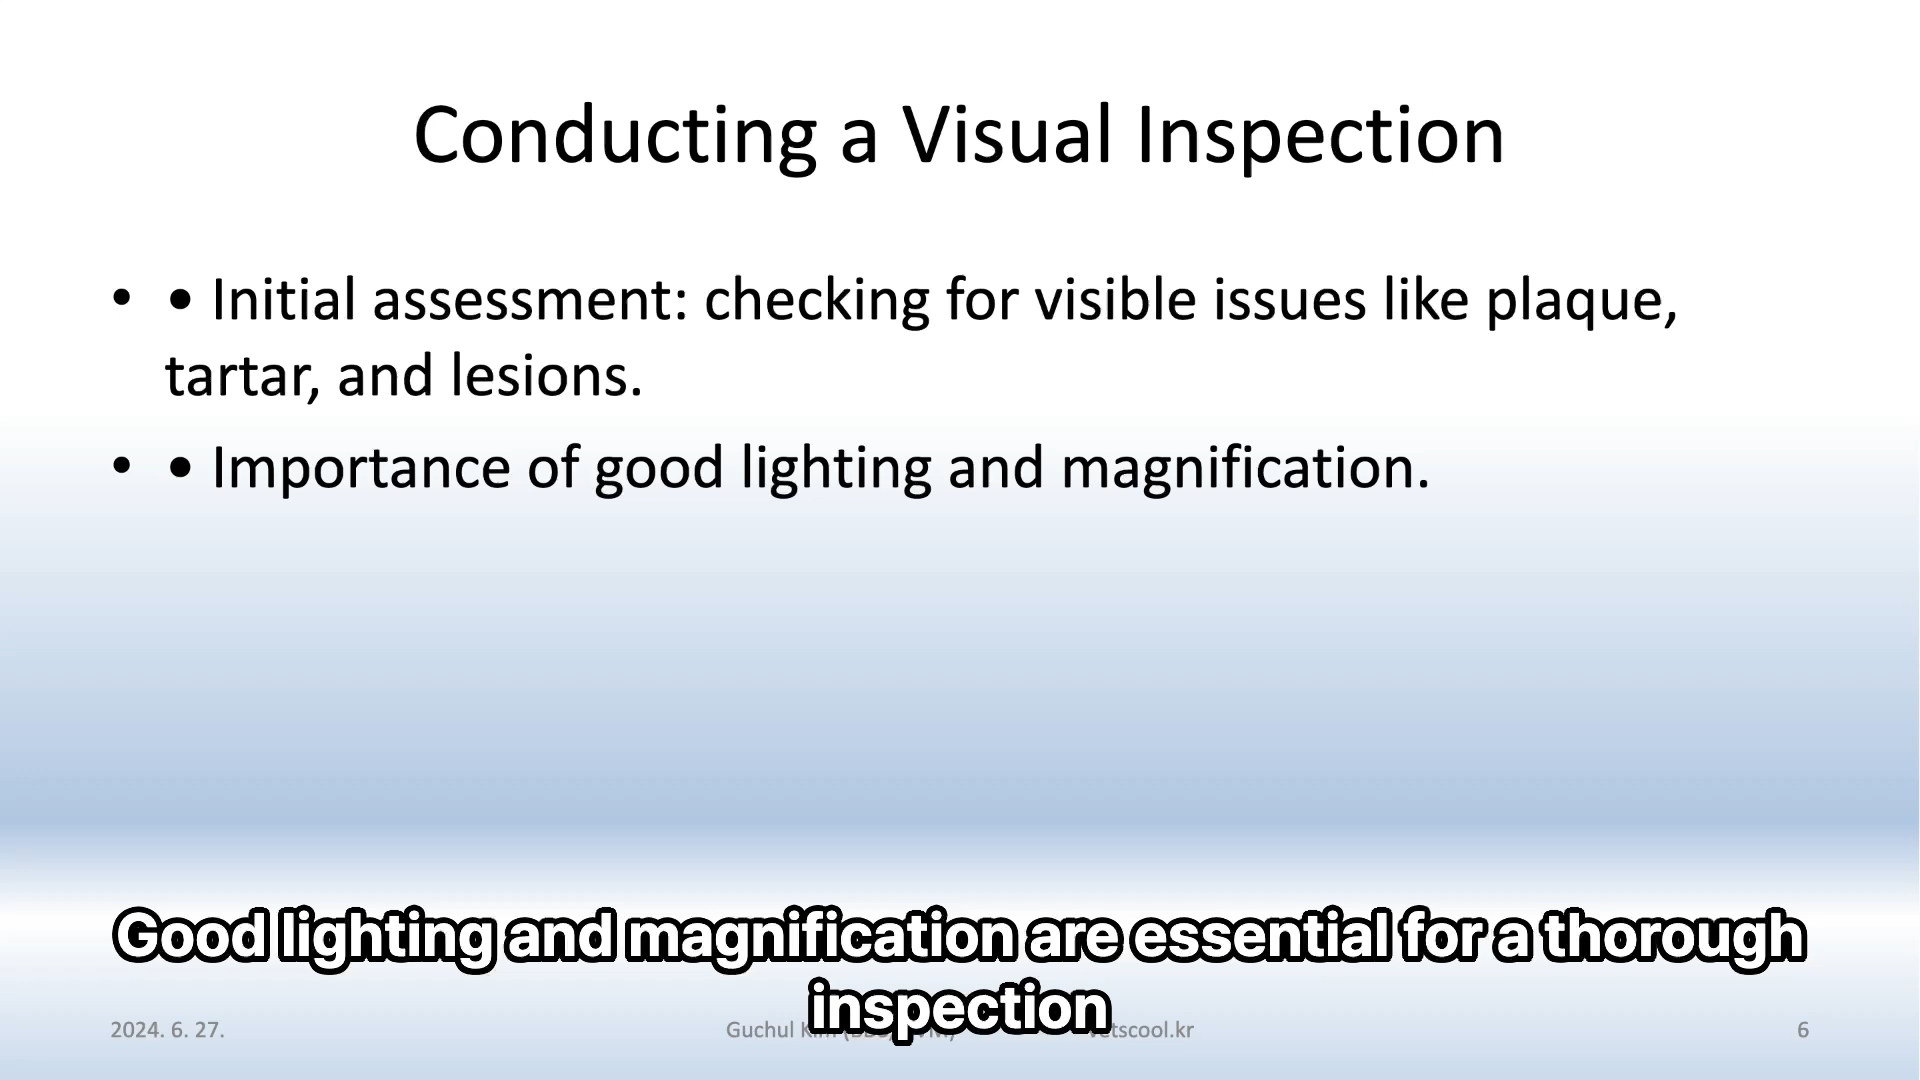 Conducting a Visual Inspection
• • Initial assessment: checking for visible issues like plaque,
tartar, and lesions.
• • Importance of good lighting and magnification.
Good lighting and magnification are essential for a thorough
inspection
2024. 6. 27.
Guchul
6